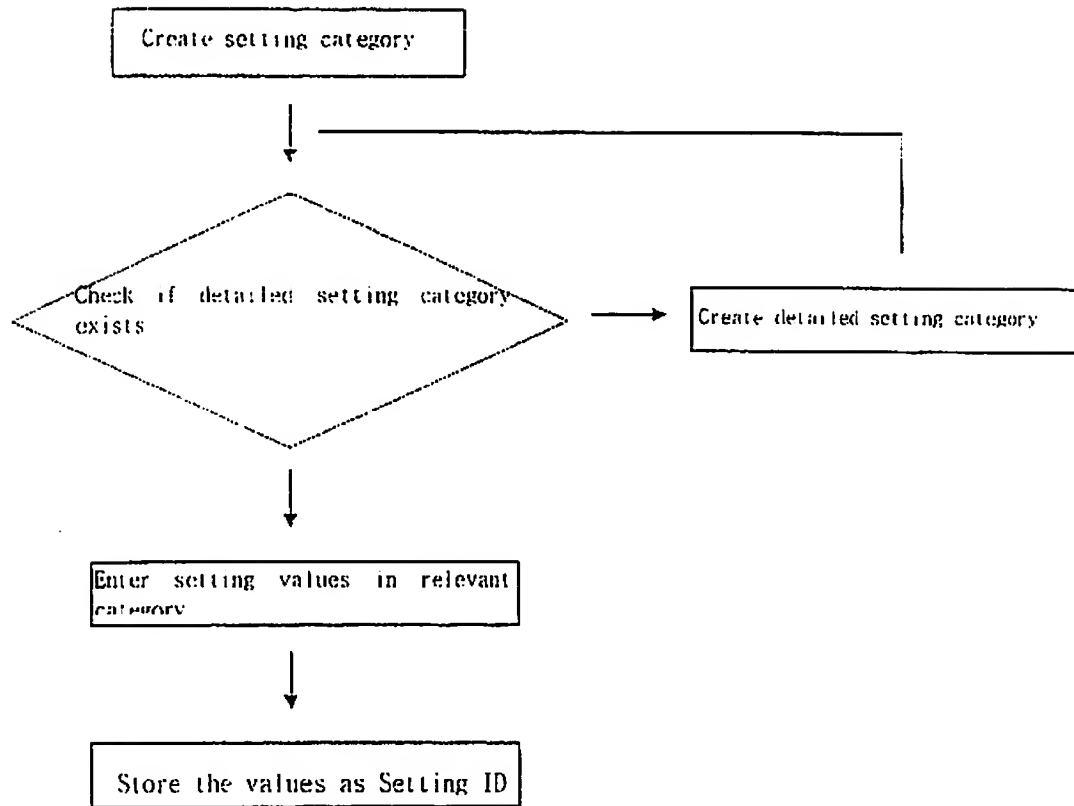 Create setting category
Check if detailed setting category
exists
Create detailed setting category
Enter setting values in relevant
category
Store the values as Setting ID